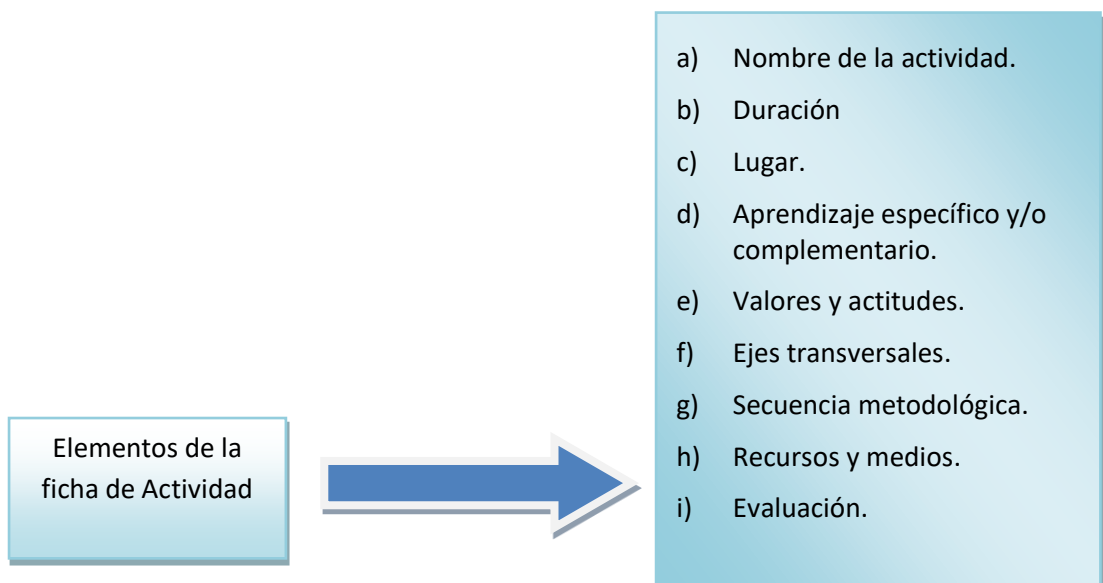 a) Nombre de la actividad.
b) Duración
c) Lugar.
d) Aprendizaje específico y/o
complementario.
e) Valores y actitudes.
f) Ejes transversales.
g) Secuencia metodológica.
h) Recursos y medios.
i) Evaluación.
Elementos de la
ficha de Actividad